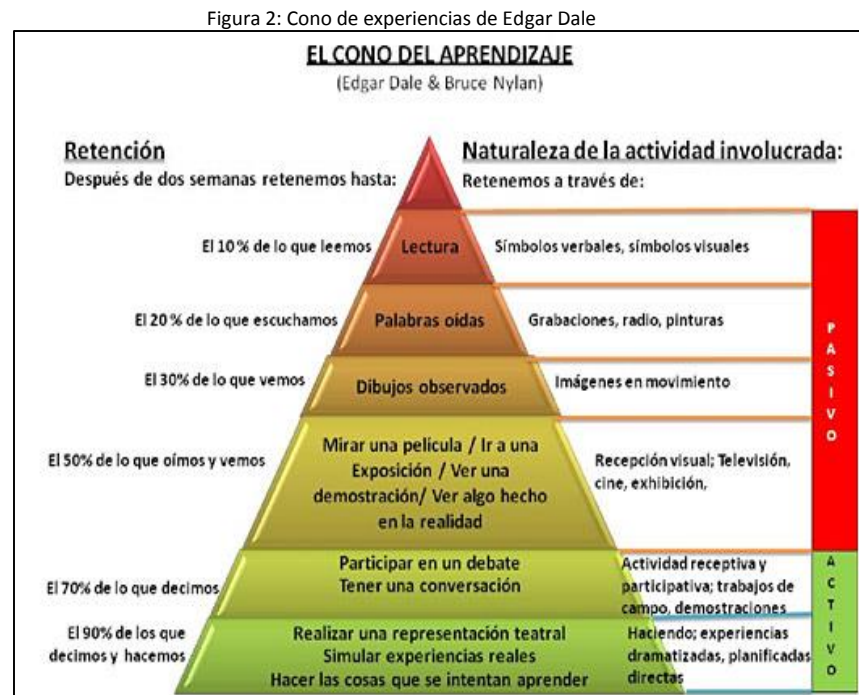 Figura 2: Cono de experiencias de Edgar Dale
EL CONO DEL APRENDIZAJE
(Edgar Dale & Bruce Nylan)
Retención
Después de dos semanas retenemos hasta:
Naturaleza de la actividad involucrada:
Retenemos a través de:
El 10 % de lo que leemos
Lectura
Símbolos verbales, símbolos visuales
El 20 % de lo que escuchamos
Palabras oídas
Grabaciones, radio, pinturas
El 30% de lo que vemos
Dibujos observados
Imágenes en movimiento
El 50% de lo que oímos y vemos
Mirar una película / Ir a una
Exposición / Ver una
demostración/ Ver algo hecho
en la realidad
Recepción visual; Televisión,
cine, exhibición,
PASIVO
El 70% de lo que decimos
Participar en un debate
Tener una conversación
Actividad receptiva y
participativa; trabajos de
campo, demostraciones
El 90% de los que
decimos y hacemos
Realizar una representación teatral
Simular experiencias reales
Hacer las cosas que se intentan aprender
Haciendo; experiencias
dramatizadas, planificadas
directas
ACTIVO